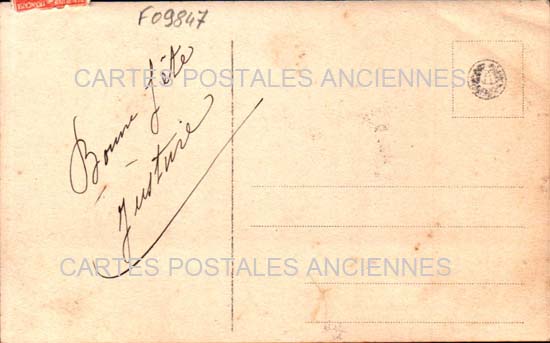 F09847
CARTES POSTALES ANCIENNES
Bonne fête
Justine
CARTES POSTALES ANCIENNES